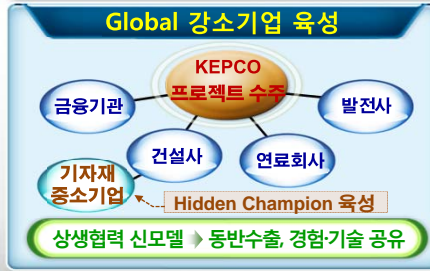 Global 강소기업 육성
KEPCO
프로젝트 수주
금융기관
발전사
건설사
연료회사
기자재
중소기업
Hidden Champion 육성
상생협력 신모델 동반수출, 경험·기술 공유